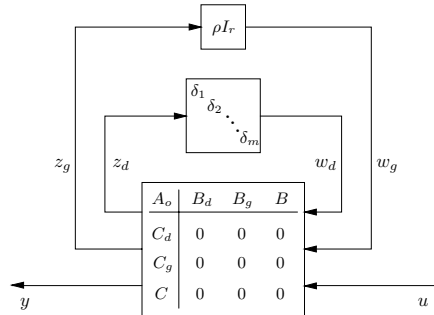 ρI_r
δ_1
δ_2
δ_m
z_g z_d w_d w_g
A_o B_d B_g B
C_d 0 0 0
C_g 0 0 0
C 0 0 0
y u